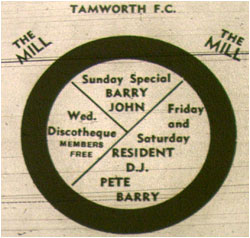 TAMWORTH F.C.
THE MILL
THE MILL
Sunday Special
BARRY
JOHN
Wed.
Discotheque
MEMBERS
FREE
Friday
and
Saturday
RESIDENT
D.J.
PETE
BARRY